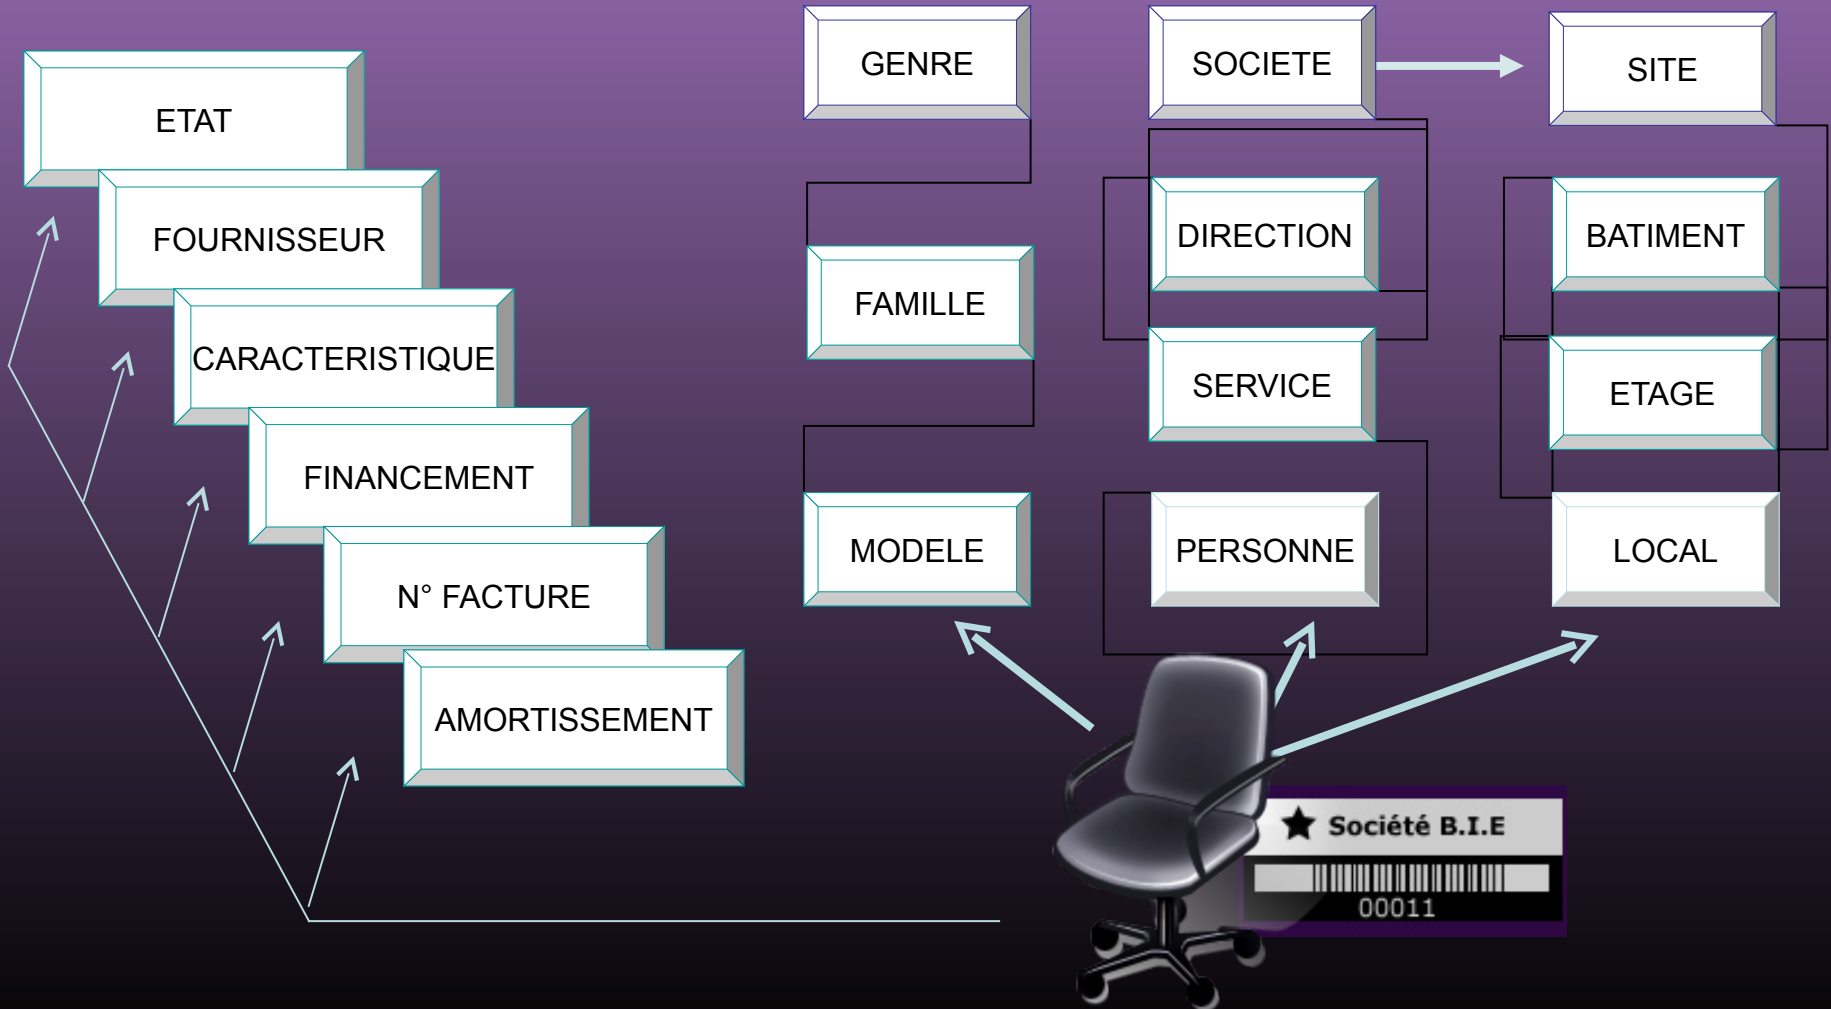 ETAT
FOURNISSEUR
CARACTERISTIQUE
FINANCEMENT
N° FACTURE
AMORTISSEMENT
GENRE
FAMILLE
MODELE
SOCIETE
DIRECTION
SERVICE
PERSONNE
SITE
BATIMENT
ETAGE
LOCAL
Société B.I.E
00011